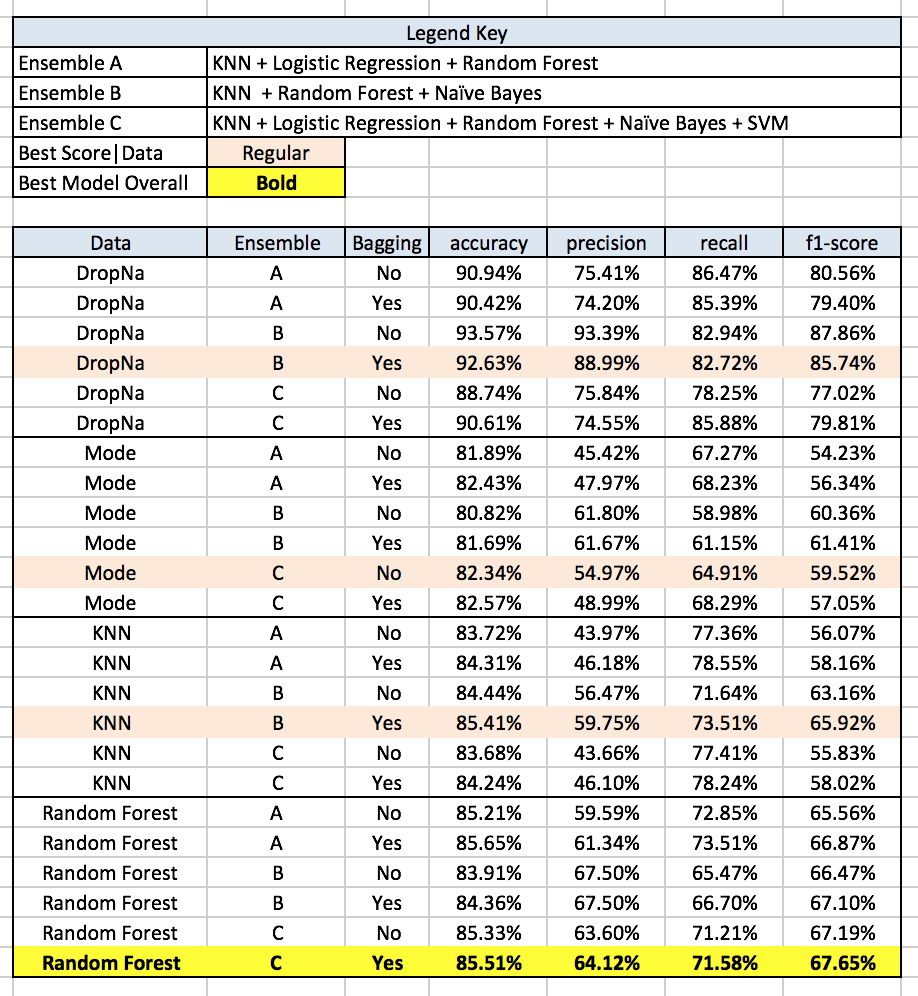 Legend Key
Ensemble A KNN + Logistic Regression + Random Forest
Ensemble B KNN + Random Forest + Naïve Bayes
Ensemble C KNN + Logistic Regression + Random Forest + Naïve Bayes + SVM
Best Score|Data Regular
Best Model Overall Bold
Data Ensemble Bagging accuracy precision recall f1-score
DropNa A No 90.94% 75.41% 86.47% 80.56%
DropNa A Yes 90.42% 74.20% 85.39% 79.40%
DropNa B No 93.57% 93.39% 82.94% 87.86%
DropNa B Yes 92.63% 88.99% 82.72% 85.74%
DropNa C No 88.74% 75.84% 78.25% 77.02%
DropNa C Yes 90.61% 74.55% 85.88% 79.81%
Mode A No 81.89% 45.42% 67.27% 54.23%
Mode A Yes 82.43% 47.97% 68.23% 56.34%
Mode B No 80.82% 61.80% 58.98% 60.36%
Mode B Yes 81.69% 61.67% 61.15% 61.41%
Mode C No 82.34% 54.97% 64.91% 59.52%
Mode C Yes 82.57% 48.99% 68.29% 57.05%
KNN A No 83.72% 43.97% 77.36% 56.07%
KNN A Yes 84.31% 46.18% 78.55% 58.16%
KNN B No 84.44% 56.47% 71.64% 63.16%
KNN B Yes 85.41% 59.75% 73.51% 65.92%
KNN C No 83.68% 43.66% 77.41% 55.83%
KNN C Yes 84.24% 46.10% 78.24% 58.02%
Random Forest A No 85.21% 59.59% 72.85% 65.56%
Random Forest A Yes 85.65% 61.34% 73.51% 66.87%
Random Forest B No 83.91% 67.50% 65.47% 66.47%
Random Forest B Yes 84.36% 67.50% 66.70% 67.10%
Random Forest C No 85.33% 63.60% 71.21% 67.19%
Random Forest C Yes 85.51% 64.12% 71.58% 67.65%